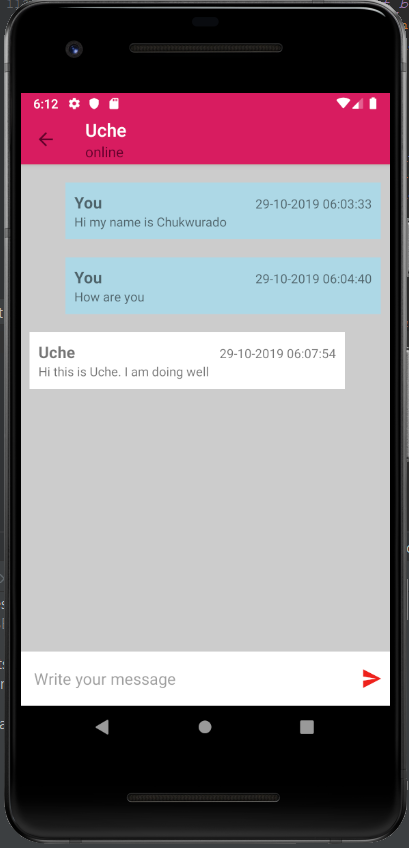 6:12
Uche
online
You 29-10-2019 06:03:33
Hi my name is Chukwurado
You 29-10-2019 06:04:40
How are you
Uche 29-10-2019 06:07:54
Hi this is Uche. I am doing well
Write your message